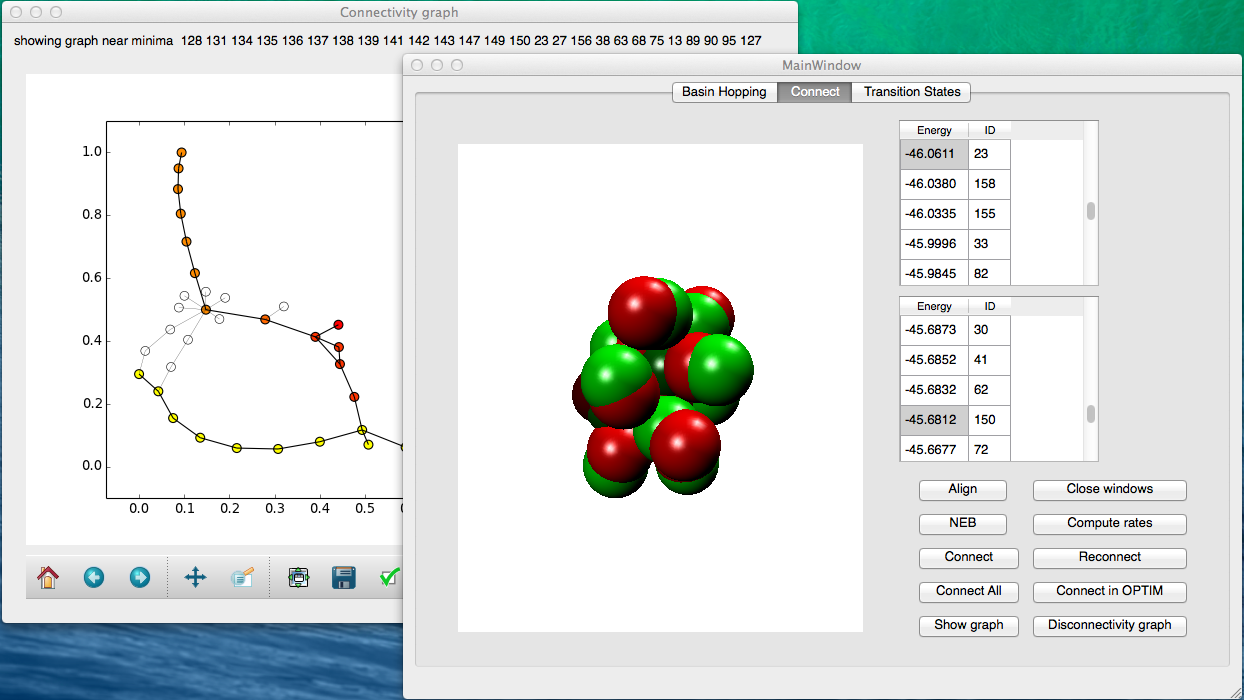 Connectivity graph
showing graph near minima 128 131 134 135 136 137 138 139 141 142 143 147 149 150 23 27 156 38 63 68 75 13 89 90 95 127
1.0
0.8
0.6
0.4
0.2
0.0
0.0 0.1 0.2 0.3 0.4 0.5
MainWindow
Basin Hopping Connect Transition States
Energy ID
-46.0611 23
-46.0380 158
-46.0335 155
-45.9996 33
-45.9845 82
Energy ID
-45.6873 30
-45.6852 41
-45.6832 62
-45.6812 150
-45.6677 72
Align Close windows
NEB Compute rates
Connect Reconnect
Connect All Connect in OPTIM
Show graph Disconnectivity graph